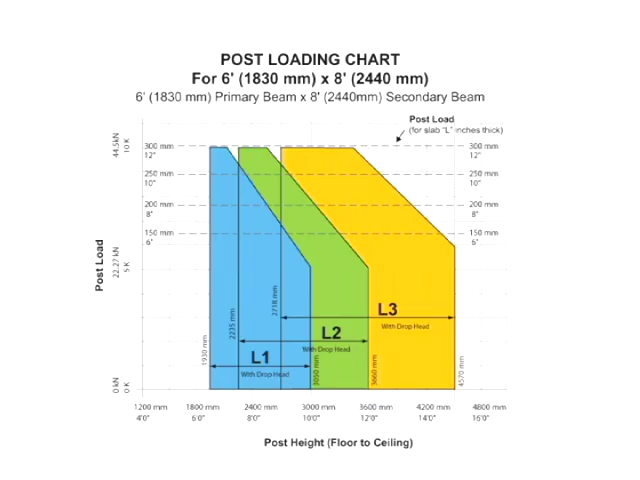 POST LOADING CHART
For 6' (1830 mm) x 8' (2440 mm)
6' (1830 mm) Primary Beam x 8' (2440mm) Secondary Beam
Post Load
(for slab "L" inches thick)
44.5kN
10 K
300 mm
12"
300 mm
12"
250 mm
10"
250 mm
10"
200 mm
8"
200 mm
8"
150 mm
6"
150 mm
6"
Post Load
22.27 kN
5 K
0 kN
0 K
1930 mm
2235 mm
2718 mm
L3
With Drop Head
L2
With Drop Head
L1
With Drop Head
3050 mm
3660 mm
4570 mm
1200 mm
1800 mm
2400 mm
3000 mm
3600 mm
4200 mm
4800 mm
4'0"
6'0"
8'0"
10'0"
12'0"
14'0"
16'0"
Post Height (Floor to Ceiling)